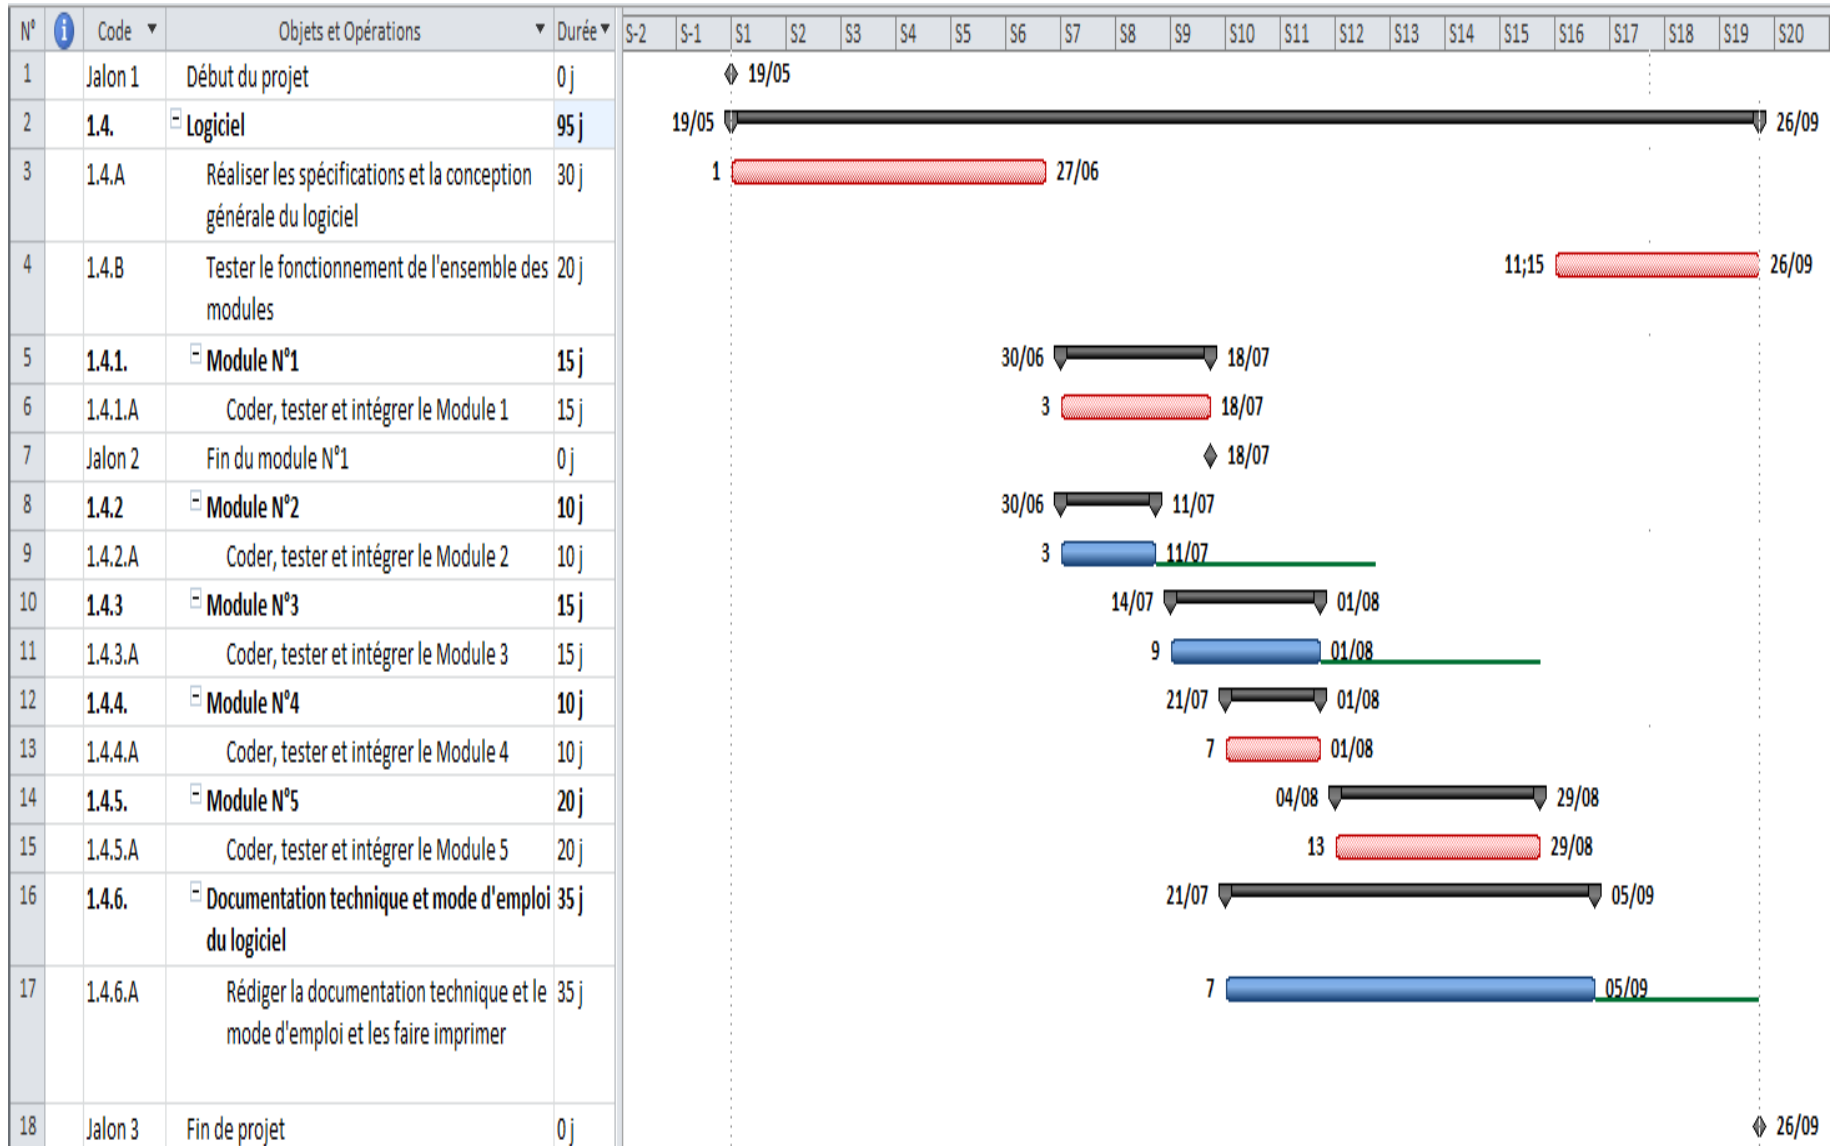 N° Code Objets et Opérations Durée S-2 S-1 S1 S2 S3 S4 S5 S6 S7 S8 S9 S10 S11 S12 S13 S14 S15 S16 S17 S18 S19 S20
1 Jalon 1 Début du projet 0 j 19/05
2 1.4. Logiciel 95 j 19/05 26/09
3 1.4.A Réaliser les spécifications et la conception 30 j 1 27/06
générale du logiciel
4 1.4.B Tester le fonctionnement de l'ensemble des 20 j 11;15 26/09
modules
5 1.4.1. Module N°1 15 j 30/06 18/07
6 1.4.1.A Coder, tester et intégrer le Module 1 15 j 3 18/07
7 Jalon 2 Fin du module N°1 0 j 18/07
8 1.4.2 Module N°2 10 j 30/06 11/07
9 1.4.2.A Coder, tester et intégrer le Module 2 10 j 3 11/07
10 1.4.3 Module N°3 15 j 14/07 01/08
11 1.4.3.A Coder, tester et intégrer le Module 3 15 j 9 01/08
12 1.4.4. Module N°4 10 j 21/07 01/08
13 1.4.4.A Coder, tester et intégrer le Module 4 10 j 7 01/08
14 1.4.5. Module N°5 20 j 04/08 29/08
15 1.4.5.A Coder, tester et intégrer le Module 5 20 j 13 29/08
16 1.4.6. Documentation technique et mode d'emploi 35 j 21/07 05/09
du logiciel
17 1.4.6.A Rédiger la documentation technique et le 35 j 7 05/09
mode d'emploi et les faire imprimer
18 Jalon 3 Fin de projet 0 j 26/09